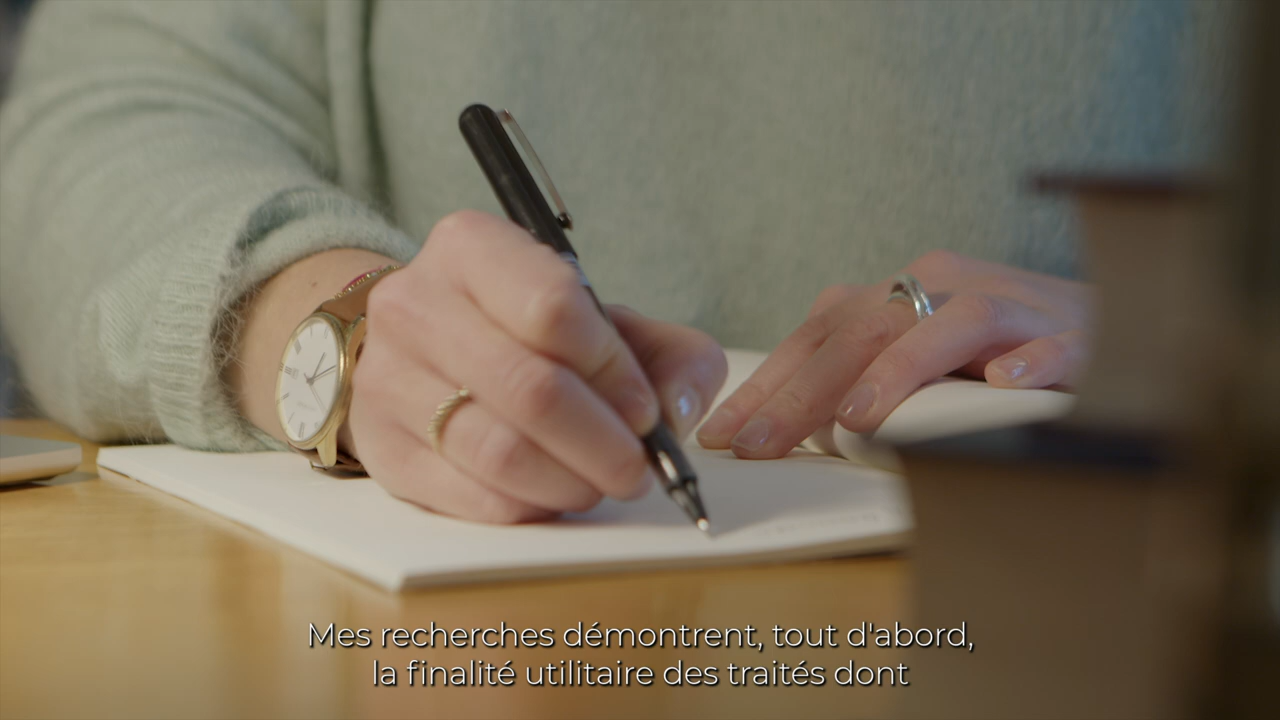 Mes recherches démontrent, tout d'abord,
la finalité utilitaire des traités dont